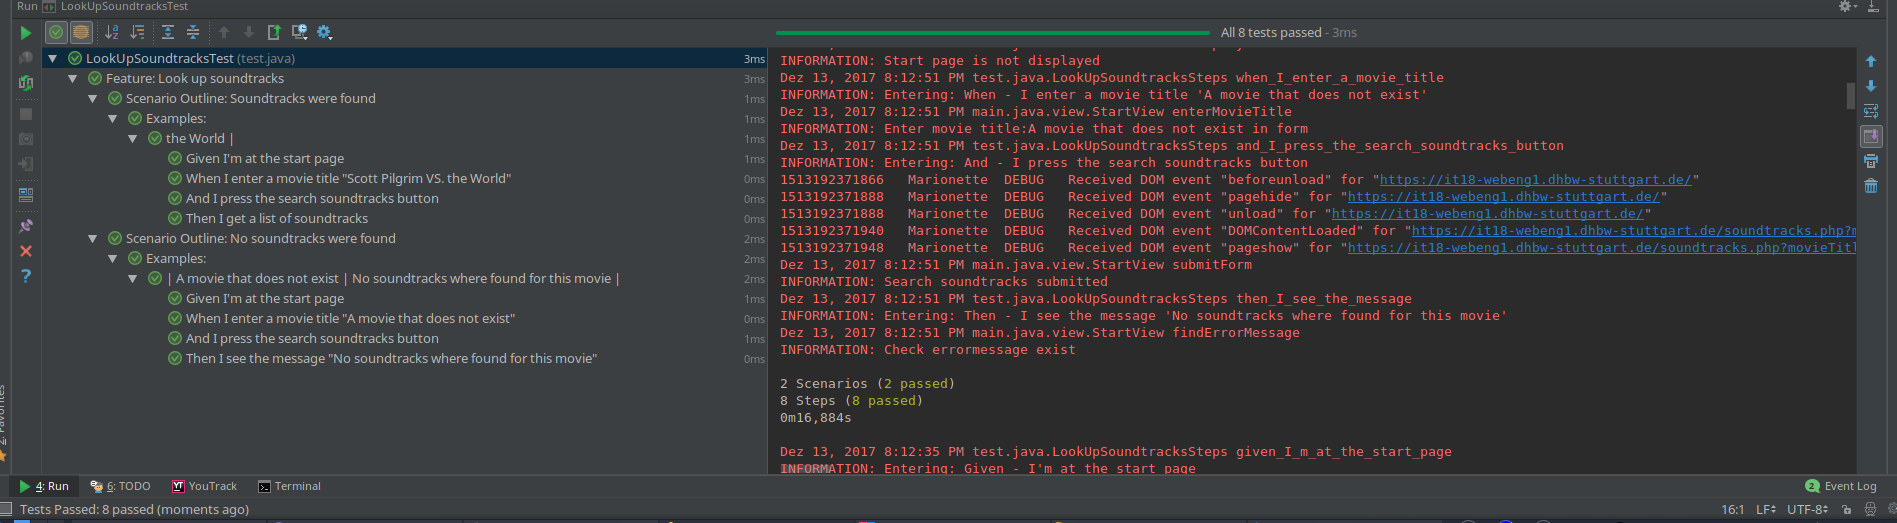 Run LookUpSoundtracksTest
All 8 tests passed - 3ms
LookUpSoundtracksTest (test.java) 3ms
Feature: Look up soundtracks 3ms
Scenario Outline: Soundtracks were found 1ms
Examples: 1ms
the World | 1ms
Given I'm at the start page 1ms
When I enter a movie title "Scott Pilgrim VS. the World" 0ms
And I press the search soundtracks button 0ms
Then I get a list of soundtracks 0ms
Scenario Outline: No soundtracks were found 2ms
Examples: 2ms
| A movie that does not exist | No soundtracks where found for this movie | 2ms
Given I'm at the start page 1ms
When I enter a movie title "A movie that does not exist" 0ms
And I press the search soundtracks button 1ms
Then I see the message "No soundtracks where found for this movie" 0ms
INFORMATION: Start page is not displayed
Dez 13, 2017 8:12:51 PM test.java.LookUpSoundtracksSteps when_I_enter_a_movie_title
INFORMATION: Entering: When - I enter a movie title 'A movie that does not exist'
Dez 13, 2017 8:12:51 PM main.java.view.StartView enterMovieTitle
INFORMATION: Enter movie title:A movie that does not exist in form
Dez 13, 2017 8:12:51 PM test.java.LookUpSoundtracksSteps and_I_press_the_search_soundtracks_button
INFORMATION: Entering: And - I press the search soundtracks button
1513192371866 Marionette DEBUG Received DOM event "beforeunload" for "https://it18-webeng1.dhbw-stuttgart.de/"
1513192371888 Marionette DEBUG Received DOM event "pagehide" for "https://it18-webeng1.dhbw-stuttgart.de/"
1513192371888 Marionette DEBUG Received DOM event "unload" for "https://it18-webeng1.dhbw-stuttgart.de/"
1513192371940 Marionette DEBUG Received DOM event "DOMContentLoaded" for "https://it18-webeng1.dhbw-stuttgart.de/soundtracks.php?m
1513192371948 Marionette DEBUG Received DOM event "pageshow" for "https://it18-webeng1.dhbw-stuttgart.de/soundtracks.php?movieTitl
Dez 13, 2017 8:12:51 PM main.java.view.StartView submitForm
INFORMATION: Search soundtracks submitted
Dez 13, 2017 8:12:51 PM test.java.LookUpSoundtracksSteps then_I_see_the_message
INFORMATION: Entering: Then - I see the message 'No soundtracks where found for this movie'
Dez 13, 2017 8:12:51 PM main.java.view.StartView findErrorMessage
INFORMATION: Check errormessage exist
2 Scenarios (2 passed)
8 Steps (8 passed)
0m16,884s
Dez 13, 2017 8:12:35 PM test.java.LookUpSoundtracksSteps given_I_m_at_the_start_page
INFORMATION: Entering: Given - I'm at the start page
2: Favorites
4: Run 6: TODO YouTrack Terminal 2 Event Log
Tests Passed: 8 passed (moments ago) 16:1 LF UTF-8